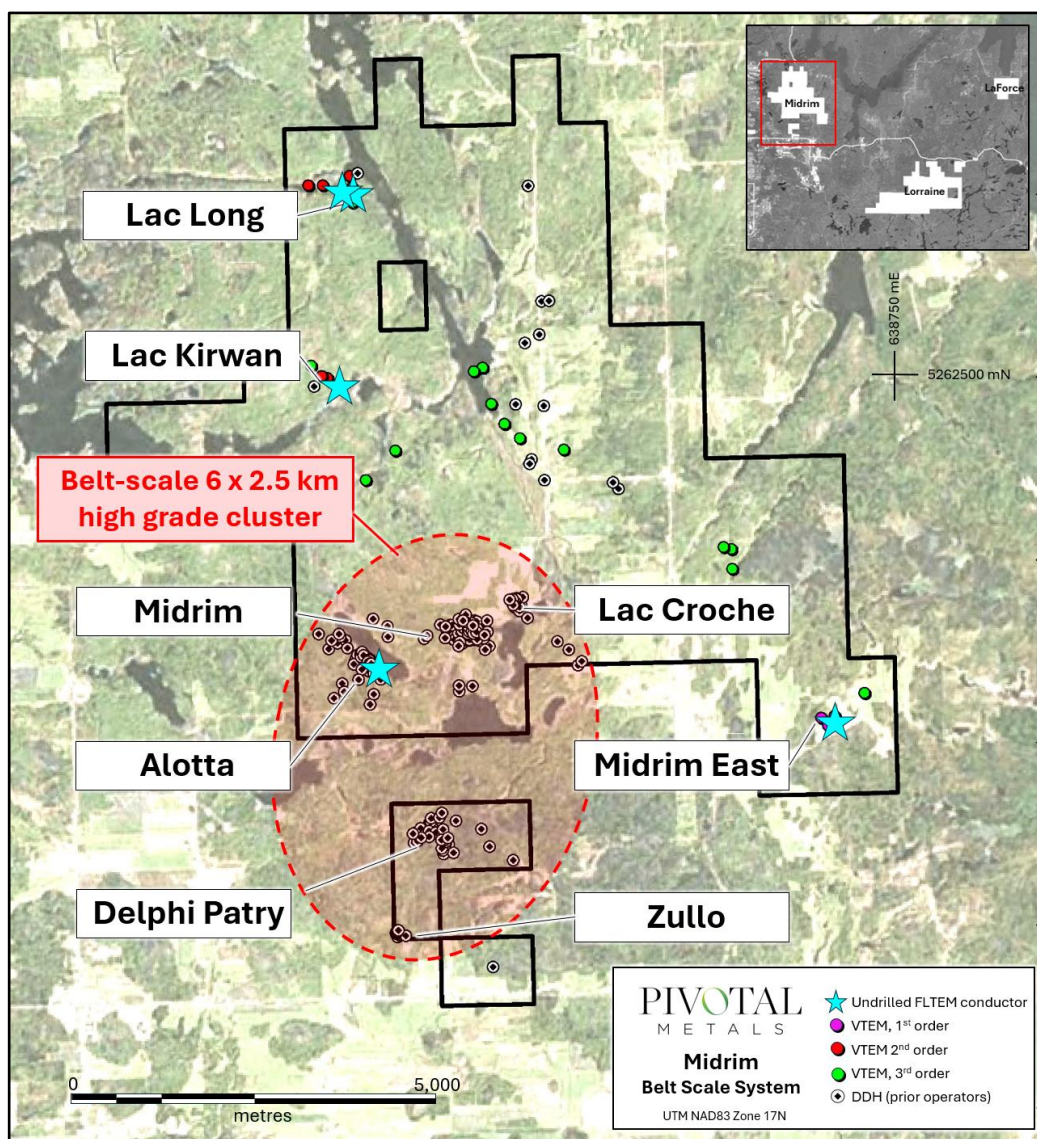 Midrim
LaForce
Lorraine
Lac Long
Lac Kirwan
638750 mE
5262500 mN
Belt-scale 6 x 2.5 km
high grade cluster
Midrim
Lac Croche
Alotta
Midrim East
Delphi Patry
Zullo
PIVOTAL
METALS
Midrim
Belt Scale System
UTM NAD83 Zone 17N
Undrilled FLTEM conductor
VTEM, 1st order
VTEM 2nd order
VTEM, 3rd order
DDH (prior operators)
0 5,000
metres